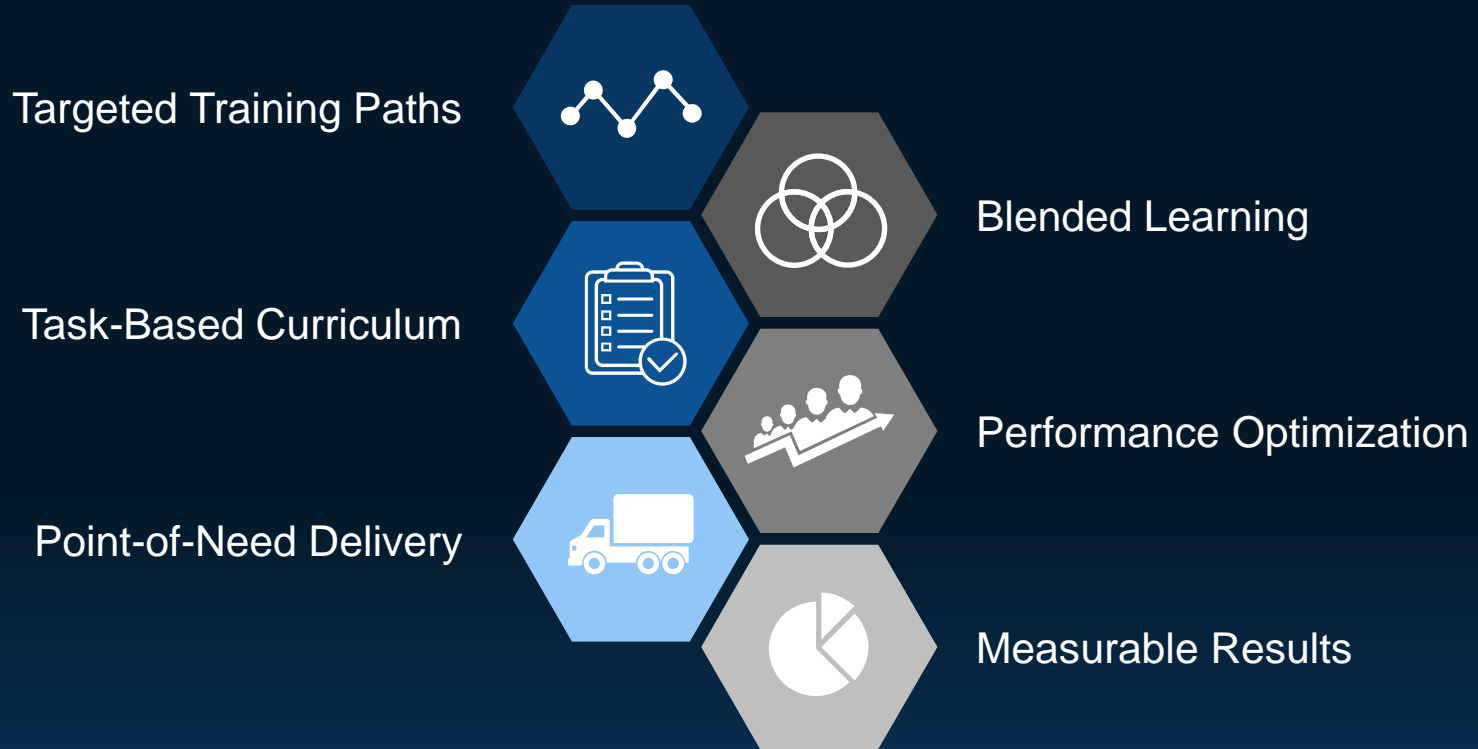 Targeted Training Paths
Blended Learning
Task-Based Curriculum
Performance Optimization
Point-of-Need Delivery
Measurable Results